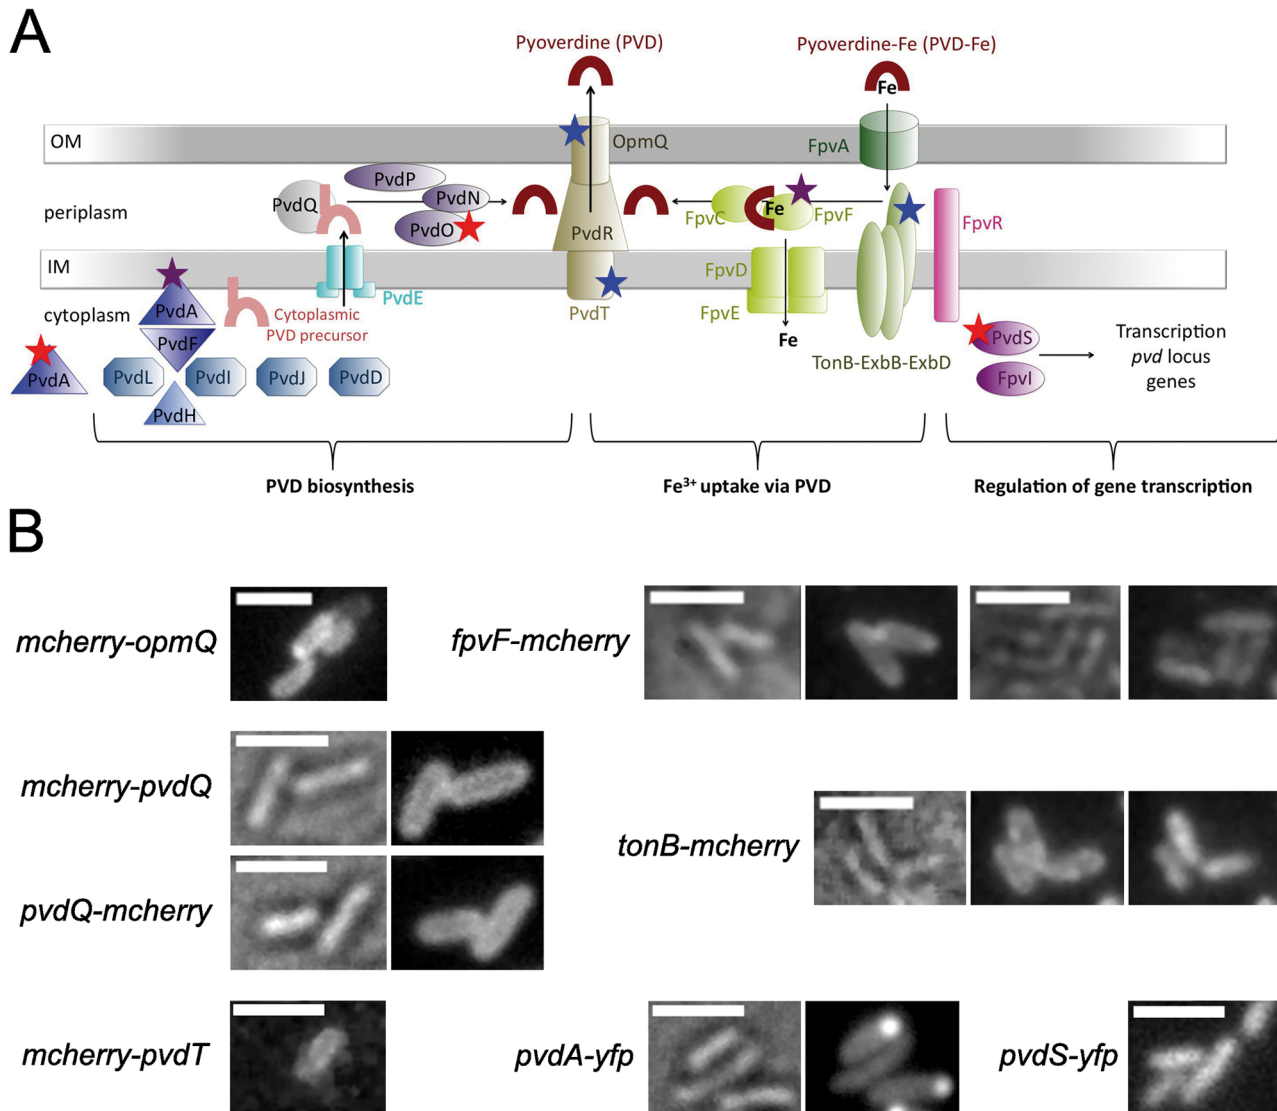 A
Pyoverdine (PVD)
Pyoverdine-Fe (PVD-Fe)
Fe
OM
OpmQ
FpvA
PvdP
PvdQ
PvdN
periplasm
PvdO
FpvC
Fe
FpvF
FpvR
PvdR
IM
FpvD
PvdE
PvdT
FpvE
PvdA
cytoplasm
Cytoplasmic
PVD precursor
Fe
PvdF
PvdS
Transcription
pvd locus
genes
PvdA
PvdL
PvdI
PvdJ
PvdD
TonB-ExbB-ExbD
FpvI
PvdH
PVD biosynthesis
Fe³⁺ uptake via PVD
Regulation of gene transcription
B
mcherry-opmQ
fpvF-mcherry
mcherry-pvdQ
tonB-mcherry
pvdQ-mcherry
mcherry-pvdT
pvdA-yfp
pvdS-yfp